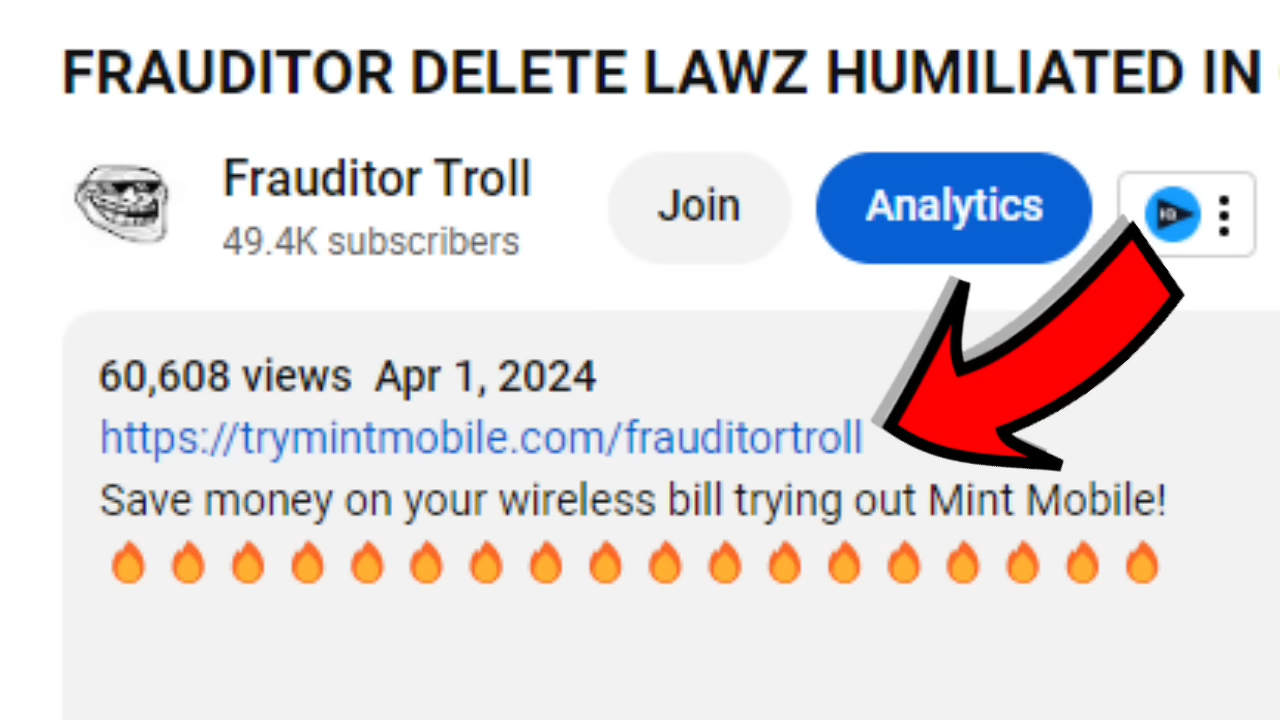 FRAUDITOR DELETE LAWZ HUMILIATED IN
Frauditor Troll
49.4K subscribers
Join
Analytics
60,608 views Apr 1, 2024
https://trymintmobile.com/frauditortroll
Save money on your wireless bill trying out Mint Mobile!
🔥🔥🔥🔥🔥🔥🔥🔥🔥🔥🔥🔥🔥🔥🔥🔥🔥🔥